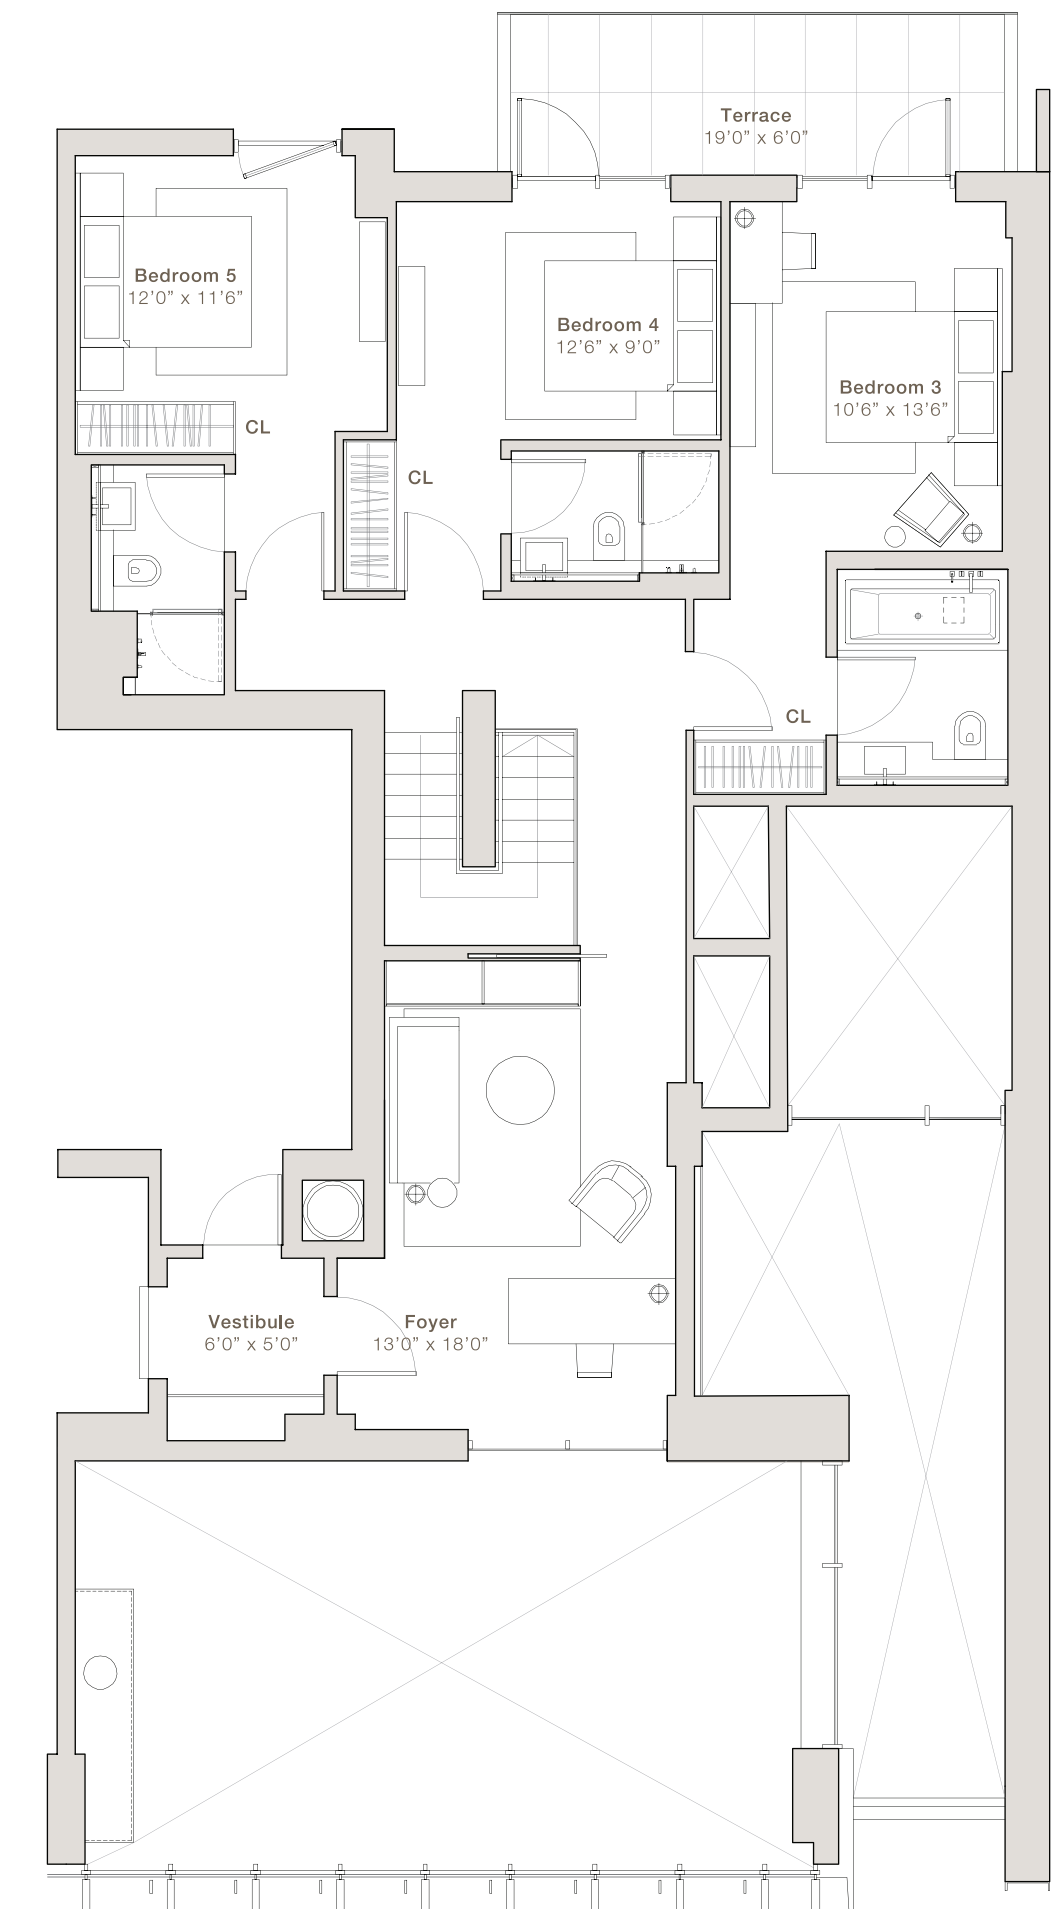 Terrace
19’0” x 6’0”
Bedroom 5
12’0” x 11’6”
Bedroom 4
12’6” x 9’0”
Bedroom 3
10’6” x 13’6”
CL
CL
CL
Vestibule
6’0” x 5’0”
Foyer
13’0” x 18’0”